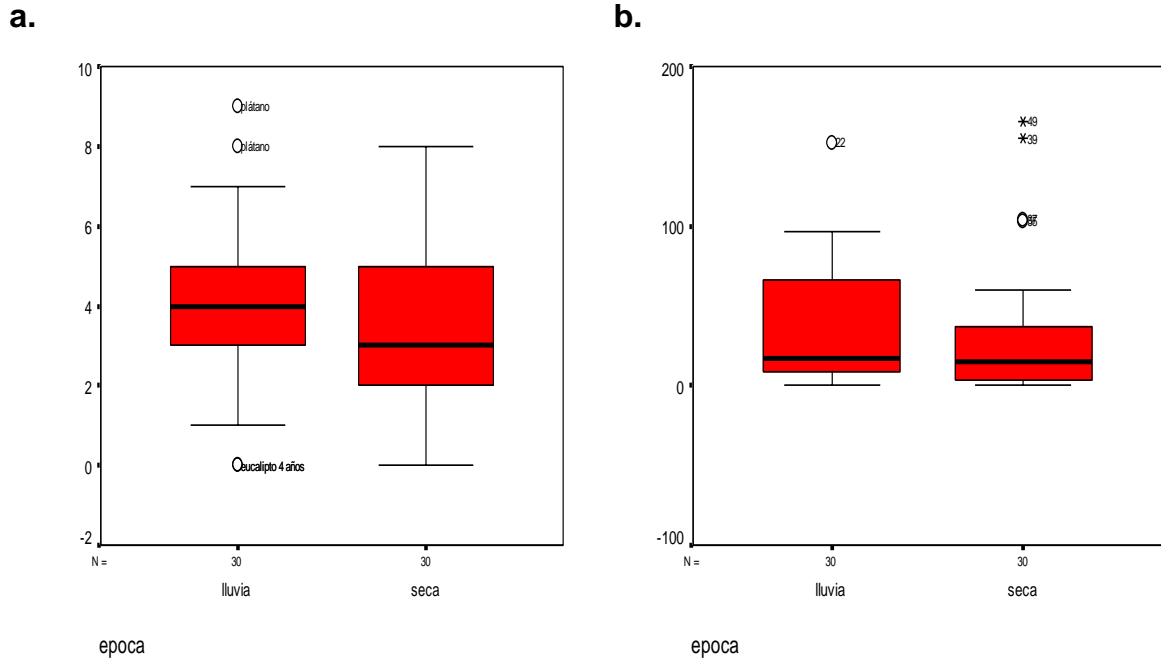 a.
10
8
6
4
2
0
-2
plátano
plátano
eucalipto 4 años
N =
30
30
lluvia
seca
epoca
b.
200
100
0
-100
22
49
39
N =
30
30
lluvia
seca
epoca